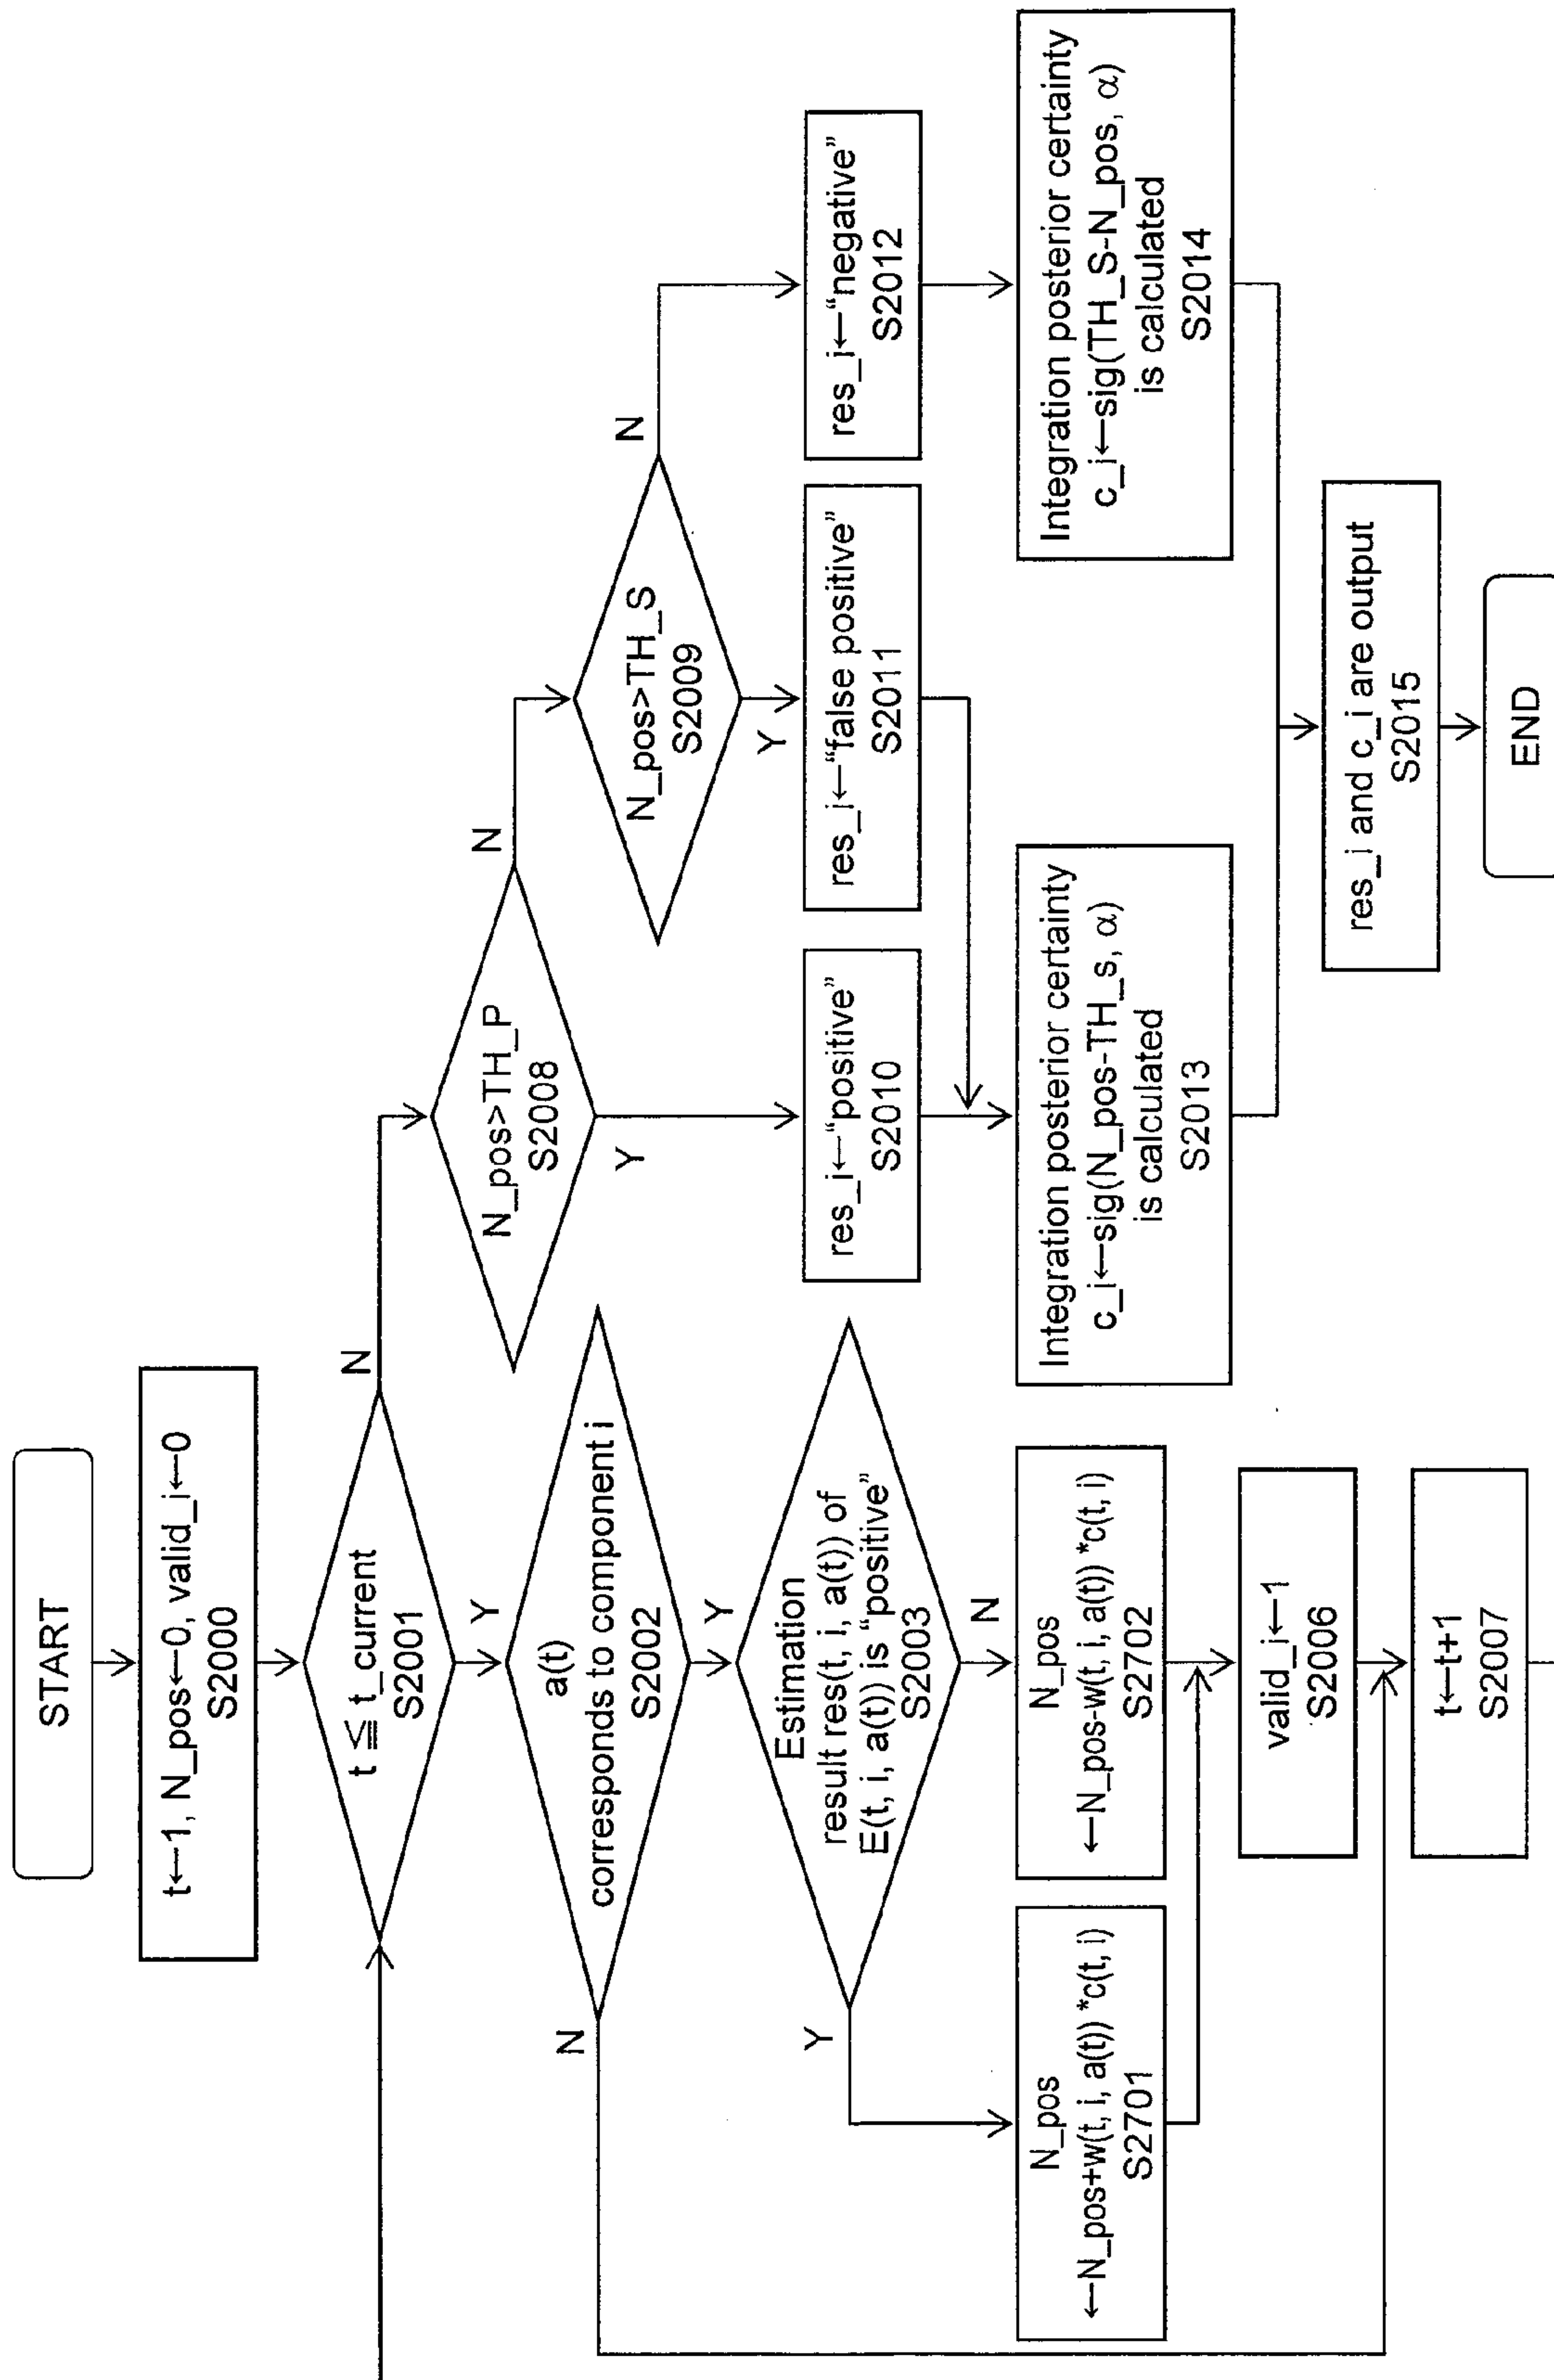 START
t←1, N_pos←0, valid_i←0
S2000
t ≦ t_current
S2001
N
Y
a(t)
corresponds to component i
S2002
N
Y
Estimation
result res(t, i, a(t)) of
E(t, i, a(t)) is “positive”
S2003
Y
N
N_pos
←N_pos+w(t, i, a(t)) *c(t, i)
S2701
N_pos
←N_pos-w(t, i, a(t)) *c(t, i)
S2702
valid_i←1
S2006
t←t+1
S2007
N_pos>TH_P
S2008
N
Y
N_pos>TH_S
S2009
N
Y
res_i←“positive”
S2010
res_i←“false positive”
S2011
res_i←“negative”
S2012
Integration posterior certainty
c_i←sig(N_pos-TH_s, α)
is calculated
S2013
Integration posterior certainty
c_i←sig(TH_S-N_pos, α)
is calculated
S2014
res_i and c_i are output
S2015
END